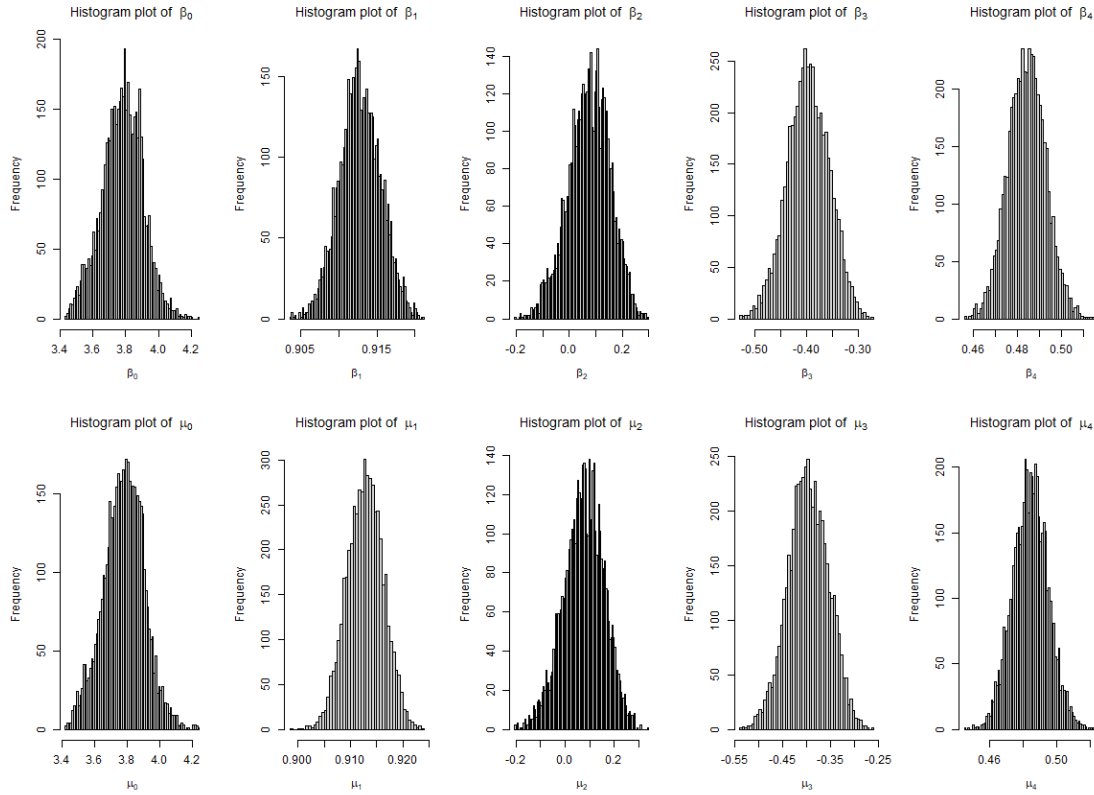 Histogram plot of β₀
Histogram plot of β₁
Histogram plot of β₂
Histogram plot of β₃
Histogram plot of β₄
Frequency
0 50 100 150 200
3.4 3.6 3.8 4.0 4.2
β₀
Frequency
0 50 100 150
0.905 0.915
β₁
Frequency
0 20 40 60 80 100 120 140
-0.2 0.0 0.2
β₂
Frequency
0 50 100 150 200 250
-0.50 -0.40 -0.30
β₃
Frequency
0 50 100 150 200
0.46 0.48 0.50
β₄
Histogram plot of μ₀
Histogram plot of μ₁
Histogram plot of μ₂
Histogram plot of μ₃
Histogram plot of μ₄
Frequency
0 50 100 150
3.4 3.6 3.8 4.0 4.2
μ₀
Frequency
0 50 100 150 200 250 300
0.900 0.910 0.920
μ₁
Frequency
0 20 40 60 80 100 120 140
-0.2 0.0 0.2
μ₂
Frequency
0 50 100 150 200 250
-0.55 -0.45 -0.35 -0.25
μ₃
Frequency
0 50 100 150 200
0.46 0.50
μ₄